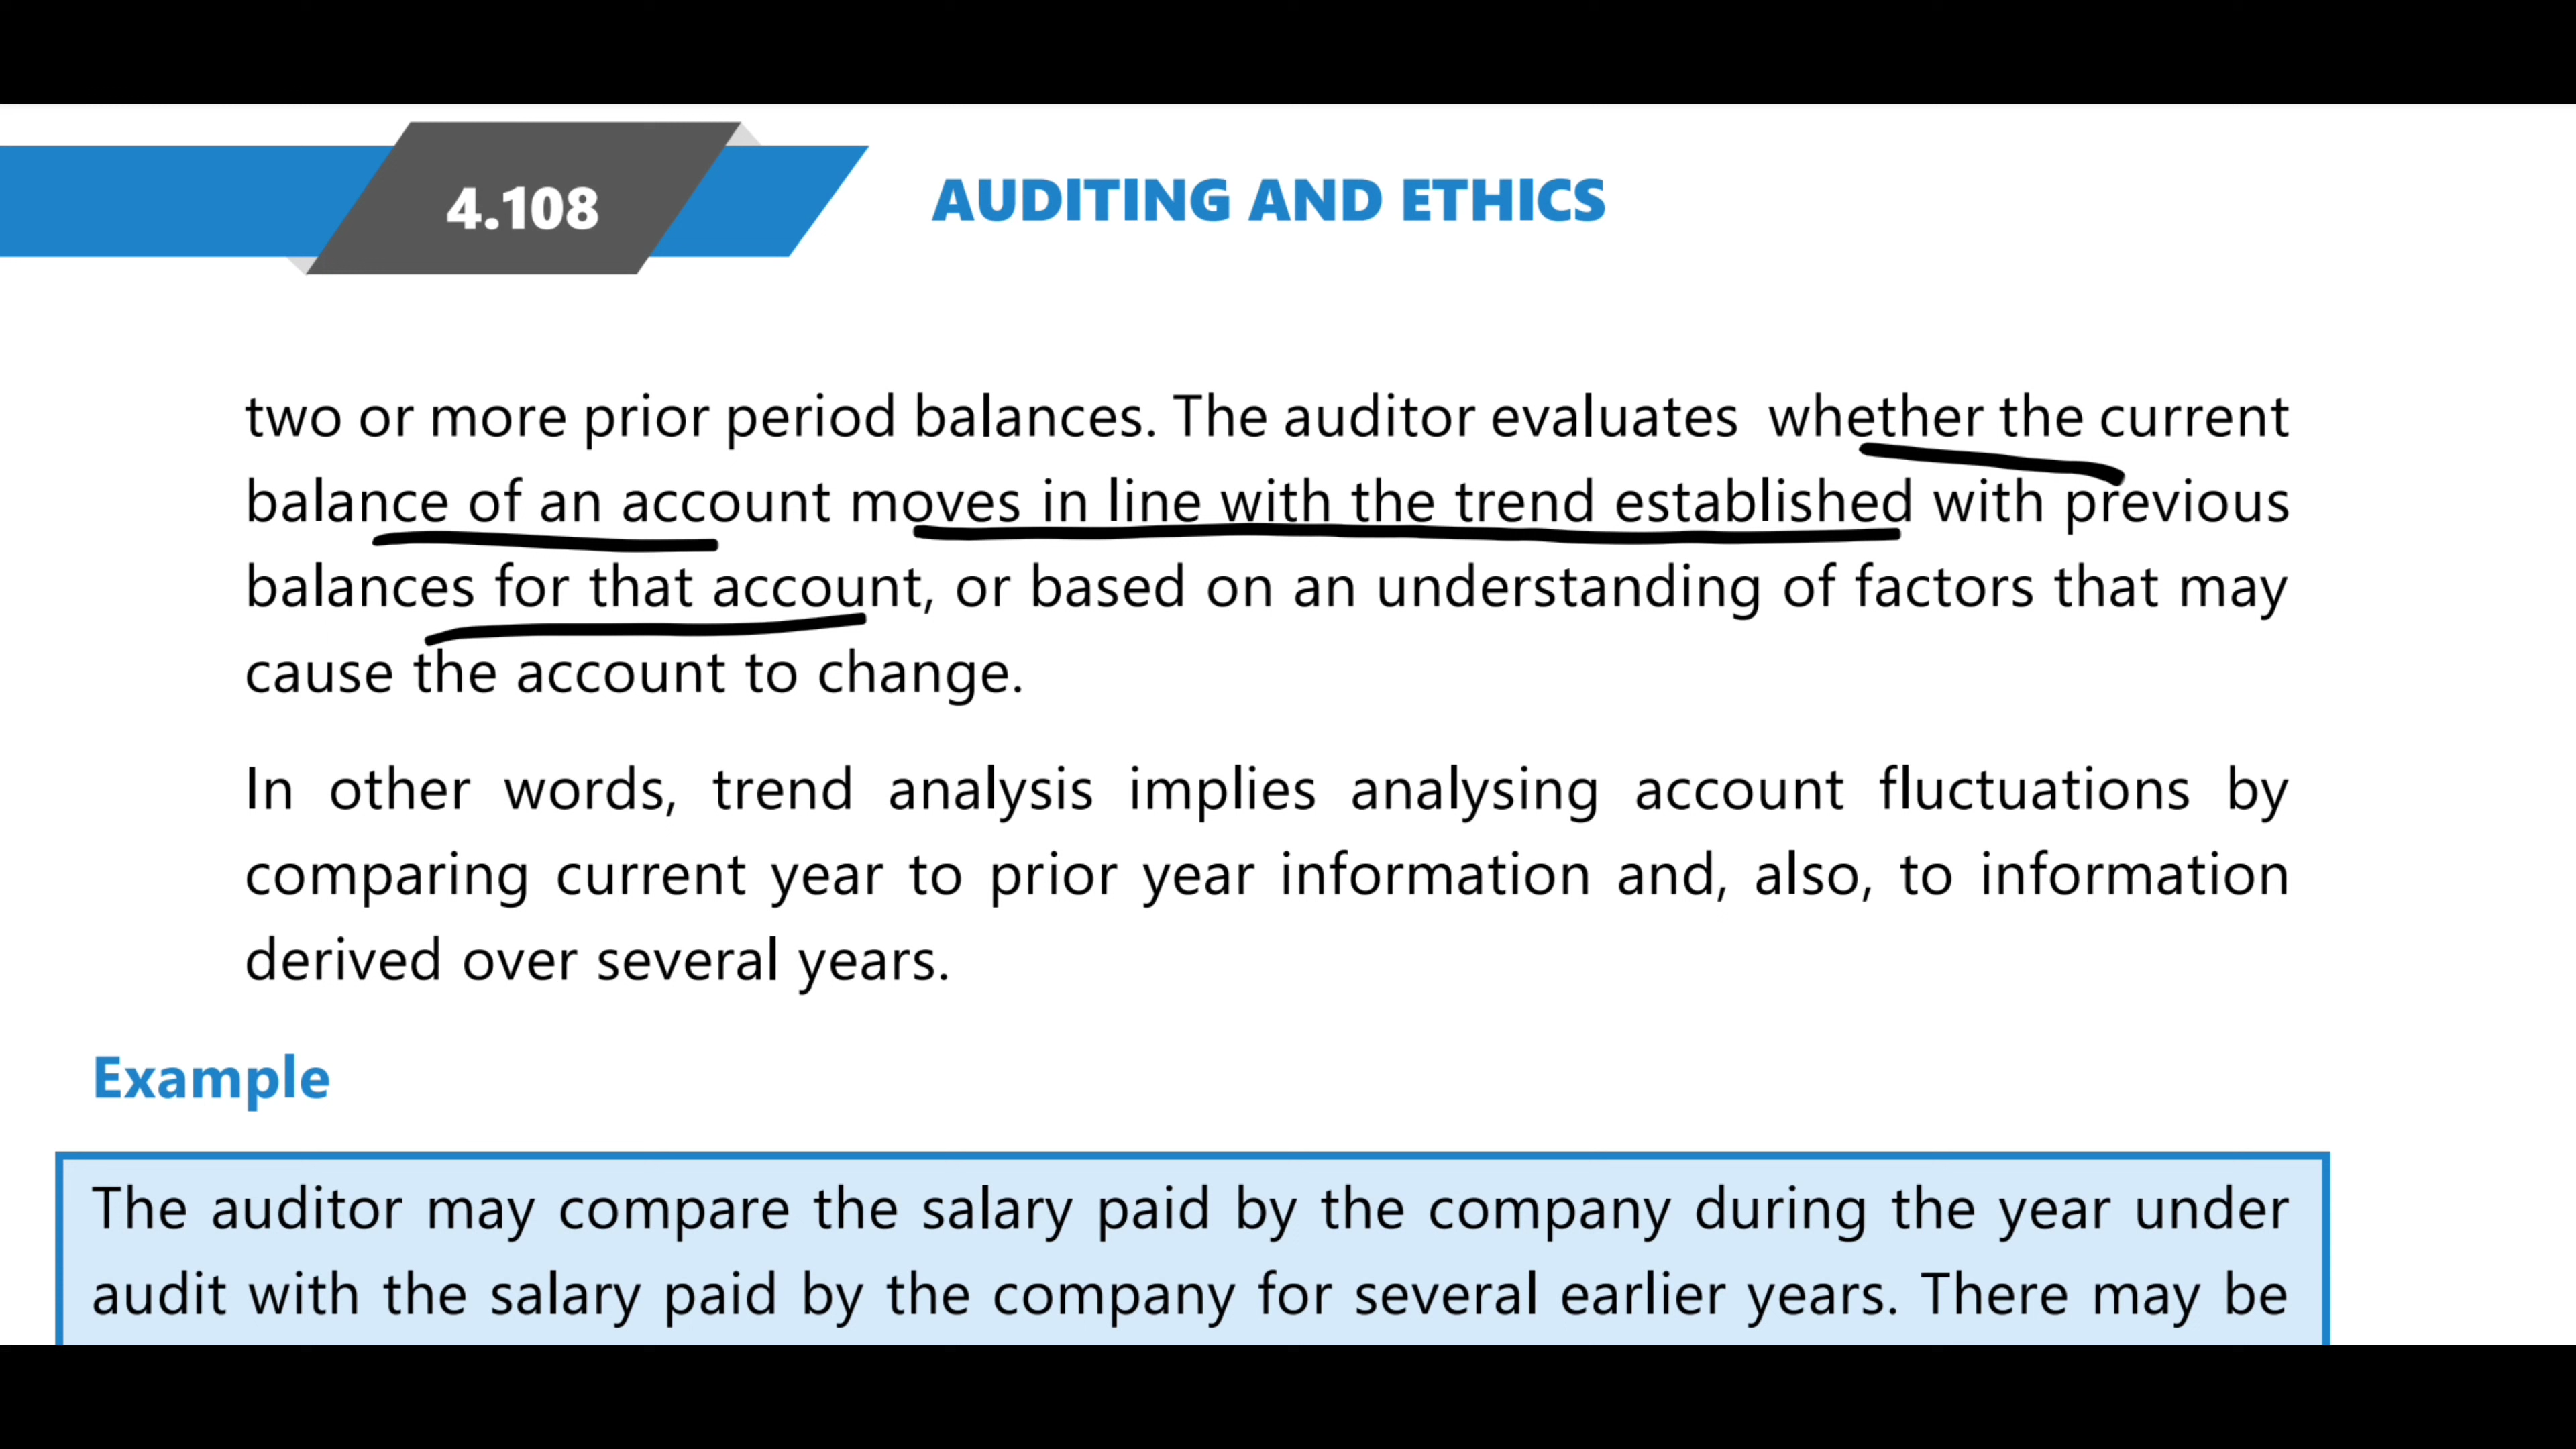 4.108
AUDITING AND ETHICS
two or more prior period balances. The auditor evaluates whether the current
balance of an account moves in line with the trend established with previous
balances for that account, or based on an understanding of factors that may
cause the account to change.
In other words, trend analysis implies analysing account fluctuations by
comparing current year to prior year information and, also, to information
derived over several years.
Example
The auditor may compare the salary paid by the company during the year under
audit with the salary paid by the company for several earlier years. There may be